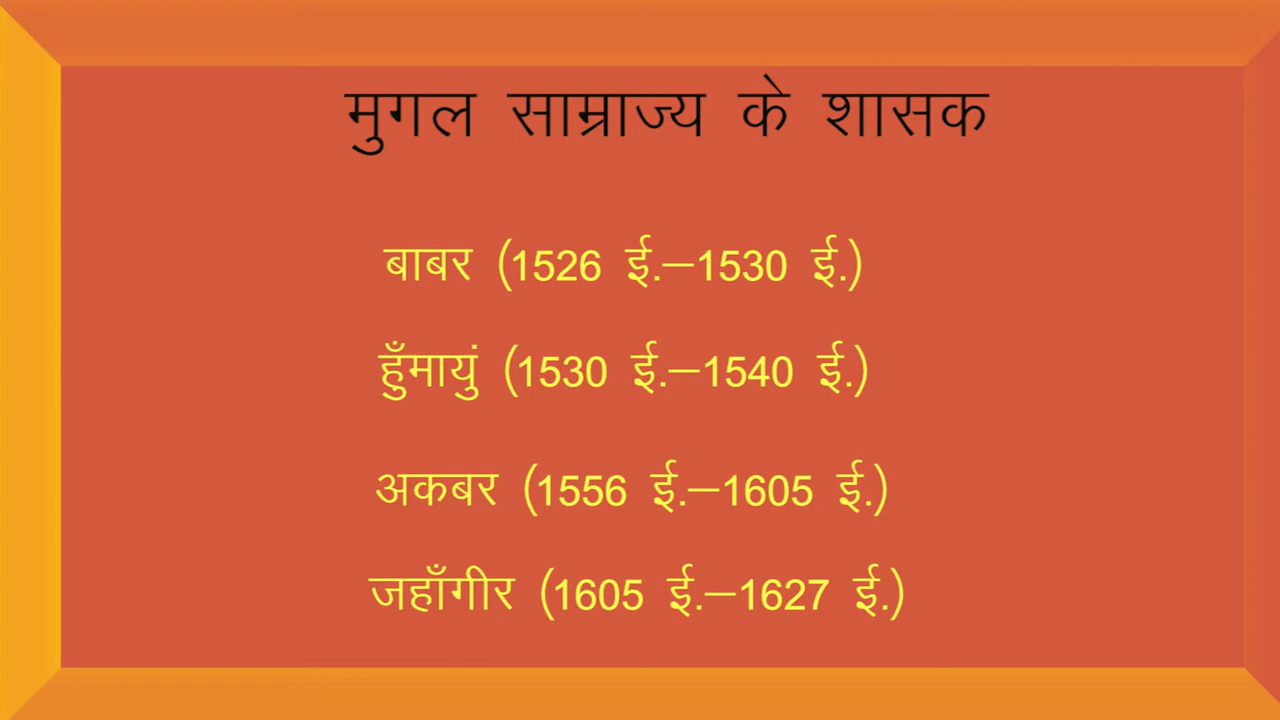 मुगल साम्राज्य के शासक
बाबर (1526 ई.–1530 ई.)
हुँमायुं (1530 ई.–1540 ई.)
अकबर (1556 ई.–1605 ई.)
जहाँगीर (1605 ई.–1627 ई.)